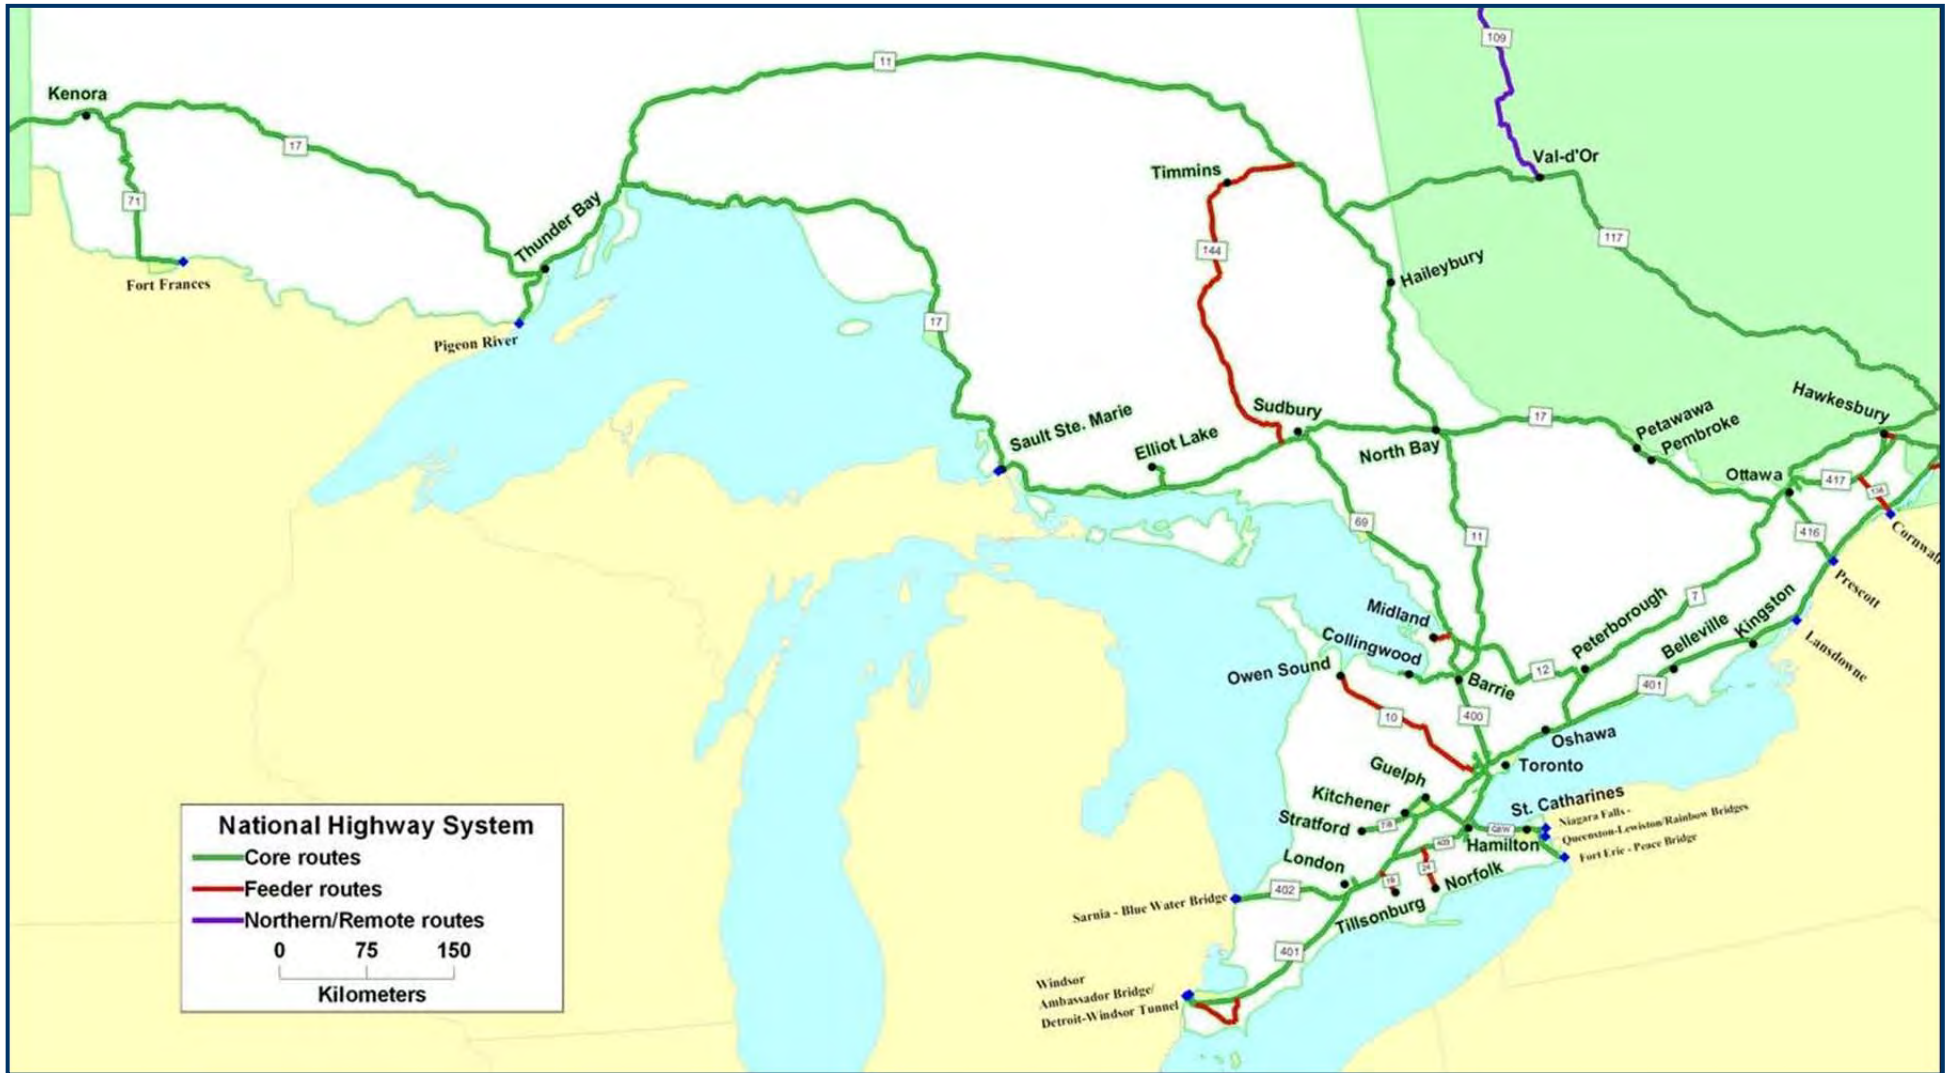 109
11
Kenora
17
Val-d'Or
Timmins
71
Thunder Bay
144
117
Haileybury
Fort Frances
Pigeon River
17
Hawkesbury
Sudbury
Sault Ste. Marie
Elliot Lake
17
Petawawa
Pembroke
North Bay
Ottawa
417
138
69
11
416
Cornwall
Prescott
7
Midland
Peterborough
Belleville
Kingston
Collingwood
Lansdowne
Owen Sound
12
Barrie
401
10
400
Oshawa
Guelph
Toronto
Kitchener
St. Catharines
Stratford
7/8
QEW
Niagara Falls -
Queenston-Lewiston/Rainbow Bridges
Hamilton
403
Fort Erie - Peace Bridge
London
24
Norfolk
19
402
Sarnia - Blue Water Bridge
Tillsonburg
401
Windsor
Ambassador Bridge/
Detroit-Windsor Tunnel
National Highway System
Core routes
Feeder routes
Northern/Remote routes
0 75 150
Kilometers